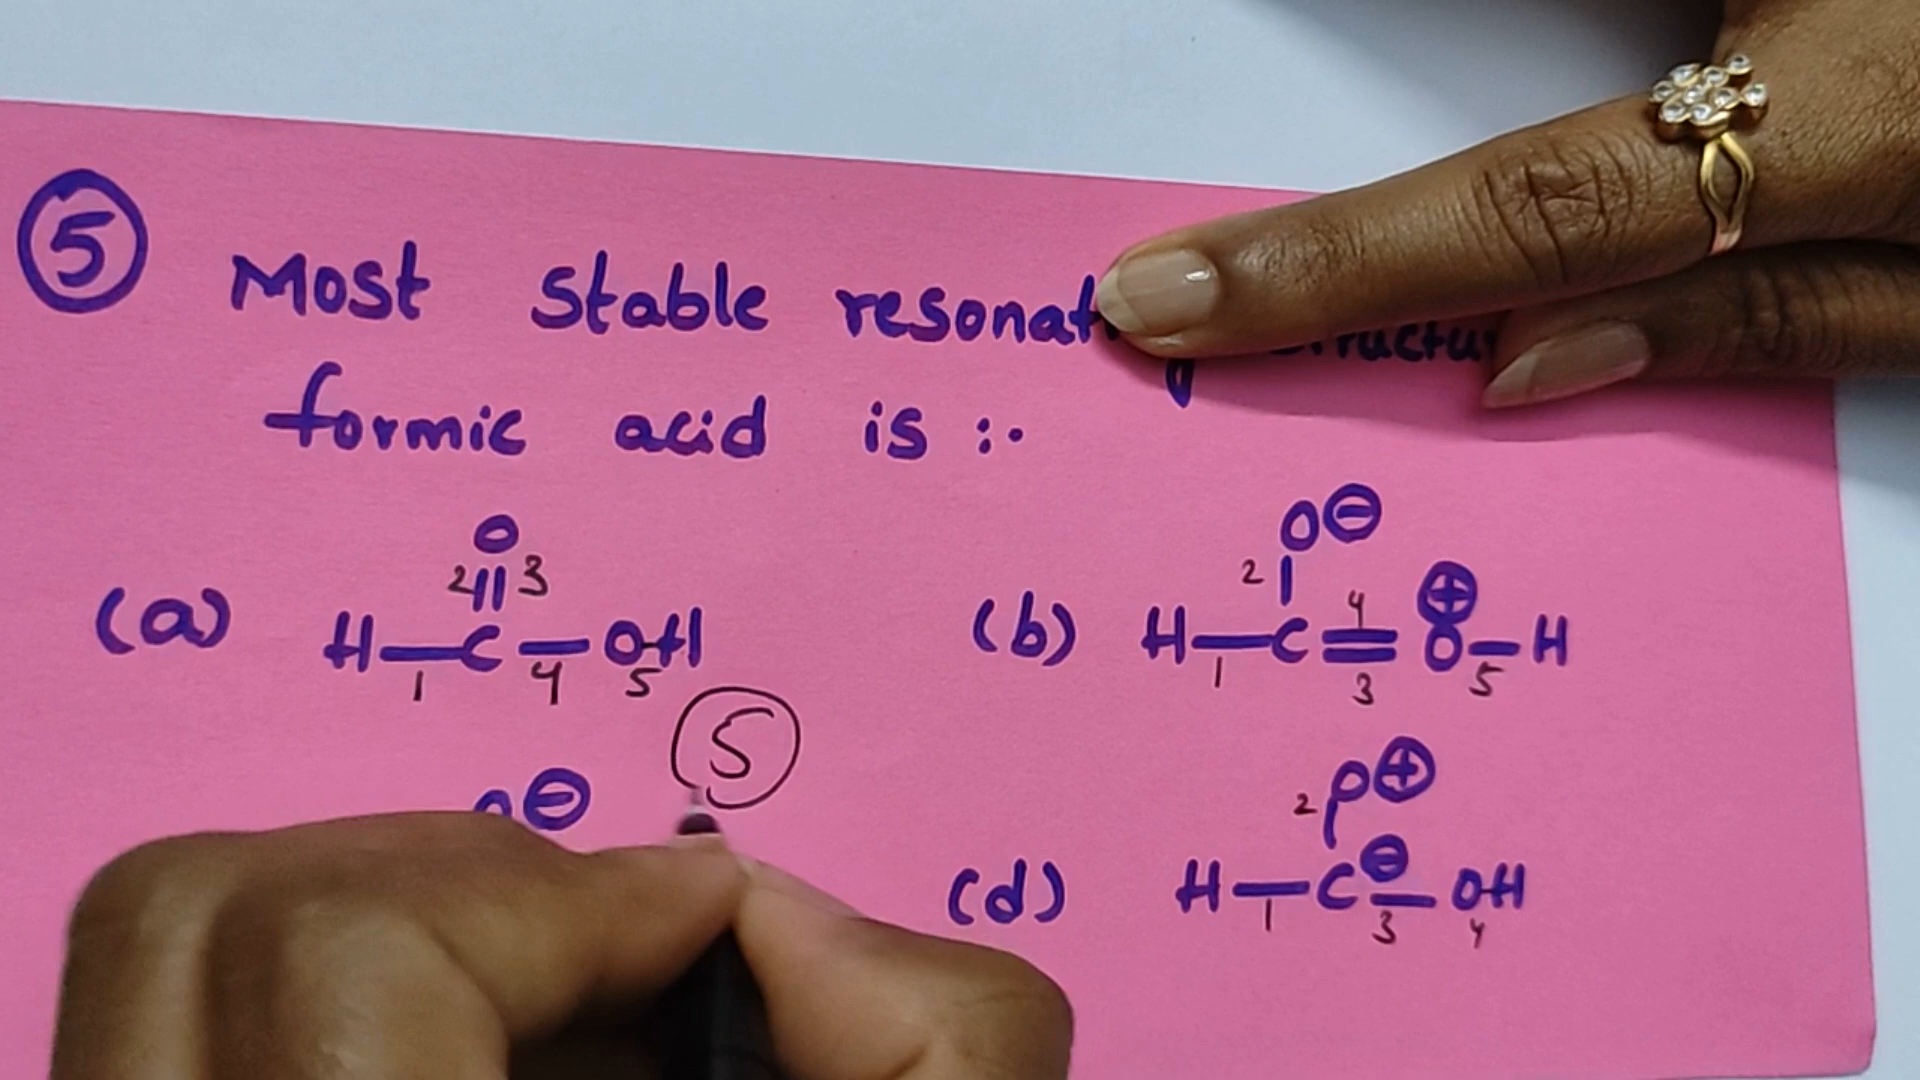 5 Most stable
formic acid is :-
O
2 3
(a) H C OH
1 4 5
O ⊖
2 4 ⊕
(b) H C O H
1 3 5
5
⊖
O ⊕
2 ⊖
(d) H C OH
1 3 4